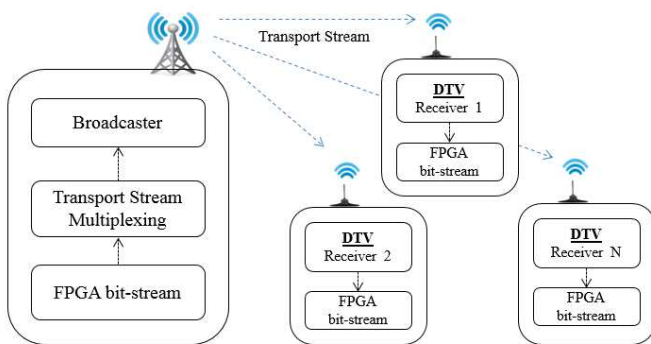 Transport Stream
Broadcaster
Transport Stream
Multiplexing
FPGA bit-stream
DTV
Receiver 1
FPGA
bit-stream
DTV
Receiver 2
FPGA
bit-stream
DTV
Receiver N
FPGA
bit-stream